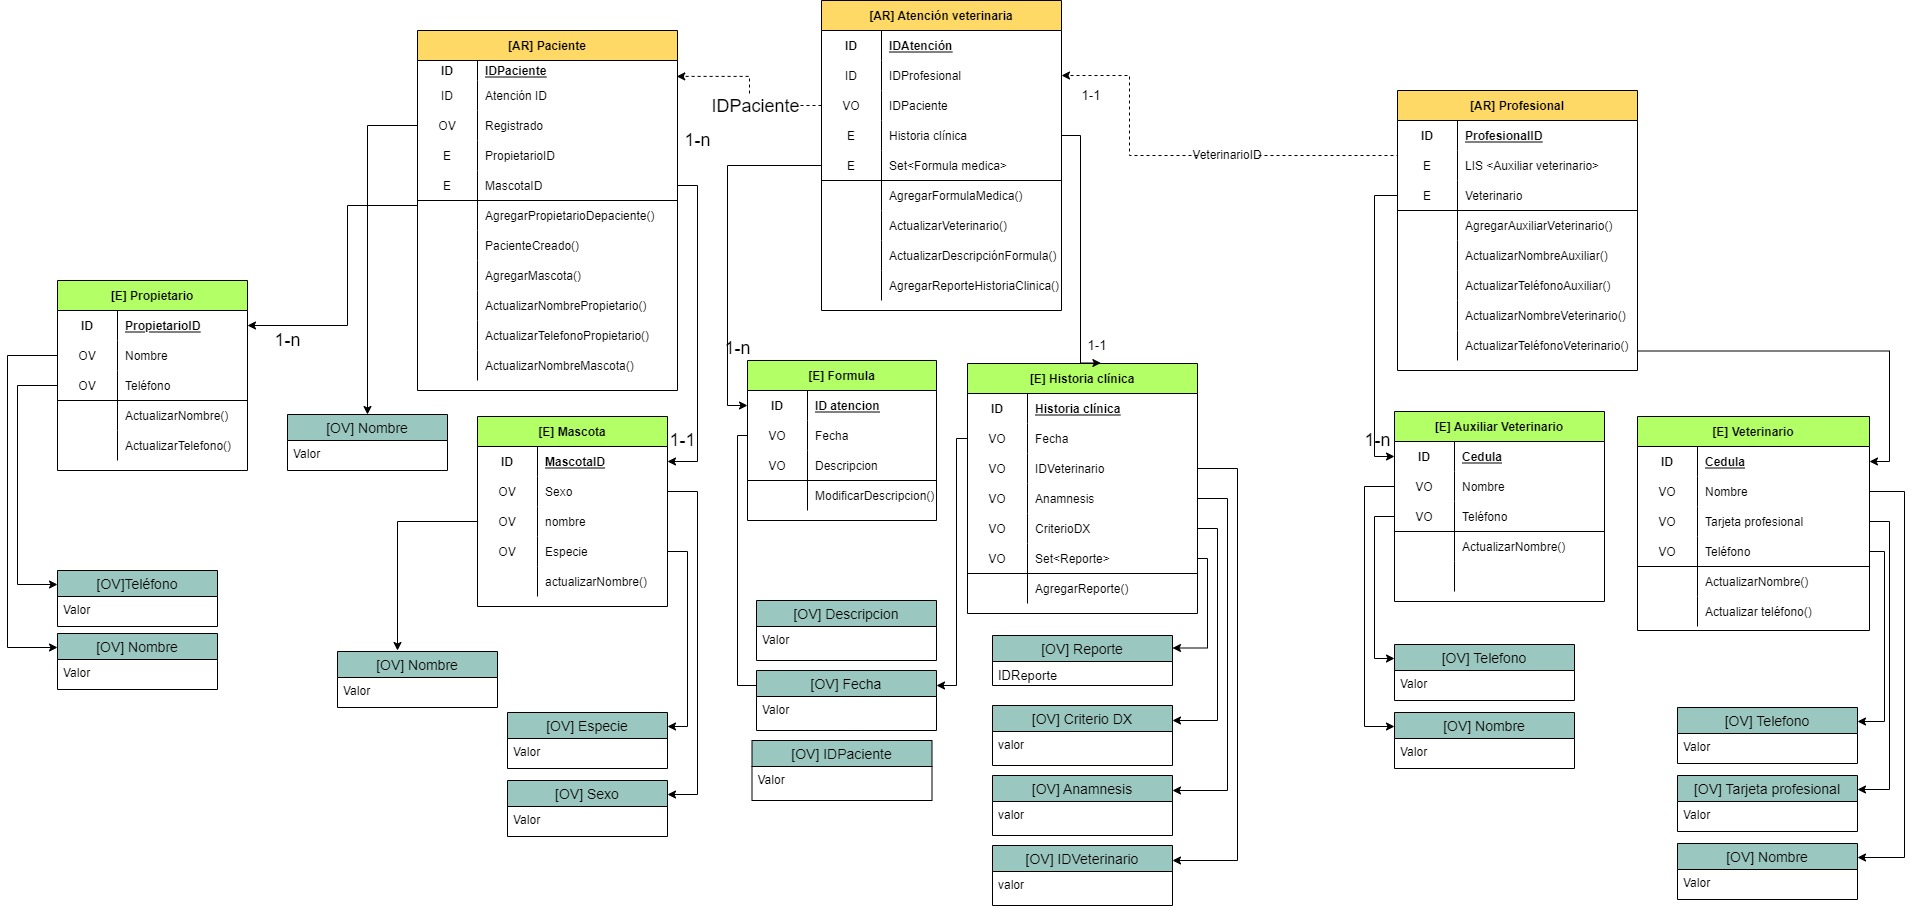 [AR] Paciente
ID IDPaciente
ID Atención ID
OV Registrado
E PropietarioID
E MascotaID
AgregarPropietarioDepaciente()
PacienteCreado()
AgregarMascota()
ActualizarNombrePropietario()
ActualizarTelefonoPropietario()
ActualizarNombreMascota()
[AR] Atención veterinaria
ID IDAtención
ID IDProfesional
VO IDPaciente
E Historia clínica
E Set<Formula medica>
AgregarFormulaMedica()
ActualizarVeterinario()
ActualizarDescripciónFormula()
AgregarReporteHistoriaClinica()
[AR] Profesional
ID ProfesionalID
E LIS <Auxiliar veterinario>
E Veterinario
AgregarAuxiliarVeterinario()
ActualizarNombreAuxiliar()
ActualizarTeléfonoAuxiliar()
ActualizarNombreVeterinario()
ActualizarTeléfonoVeterinario()
IDPaciente
1-n
1-1
VeterinarioID
1-n
1-n
1-1
1-1
1-n
[E] Propietario
ID PropietarioID
OV Nombre
OV Teléfono
ActualizarNombre()
ActualizarTelefono()
[OV] Nombre
Valor
[E] Mascota
ID MascotaID
OV Sexo
OV nombre
OV Especie
actualizarNombre()
[E] Formula
ID ID atencion
VO Fecha
VO Descripcion
ModificarDescripcion()
[E] Historia clínica
ID Historia clínica
VO Fecha
VO IDVeterinario
VO Anamnesis
VO CriterioDX
VO Set<Reporte>
AgregarReporte()
[E] Auxiliar Veterinario
ID Cedula
VO Nombre
VO Teléfono
ActualizarNombre()
[E] Veterinario
ID Cedula
VO Nombre
VO Tarjeta profesional
VO Teléfono
ActualizarNombre()
Actualizar teléfono()
[OV]Teléfono
Valor
[OV] Nombre
Valor
[OV] Nombre
Valor
[OV] Especie
Valor
[OV] Sexo
Valor
[OV] Descripcion
Valor
[OV] Fecha
Valor
[OV] IDPaciente
Valor
[OV] Reporte
IDReporte
[OV] Criterio DX
valor
[OV] Anamnesis
valor
[OV] IDVeterinario
valor
[OV] Telefono
Valor
[OV] Nombre
Valor
[OV] Telefono
Valor
[OV] Tarjeta profesional
Valor
[OV] Nombre
Valor